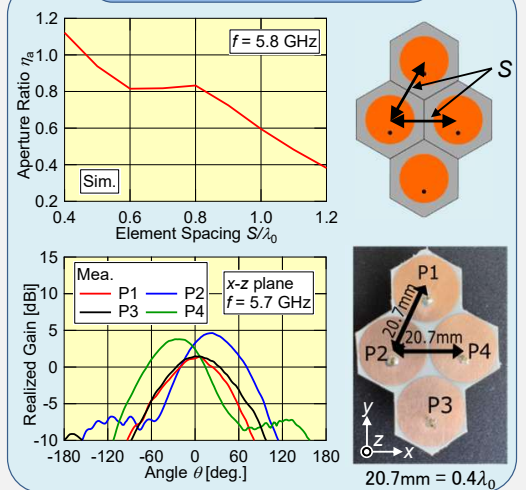 1.2
1.0
0.8
0.6
0.4
0.2
Aperture Ratio ηa
f = 5.8 GHz
Sim.
0.4 0.6 0.8 1.0 1.2
Element Spacing S/λ0
S
15
10
5
0
-5
-10
Realized Gain [dBi]
Mea.
P1 P2
P3 P4
x-z plane
f = 5.7 GHz
-180 -120 -60 0 60 120 180
Angle θ [deg.]
P1
20.7mm
20.7mm
P2 P4
P3
y
z x
20.7mm = 0.4λ0